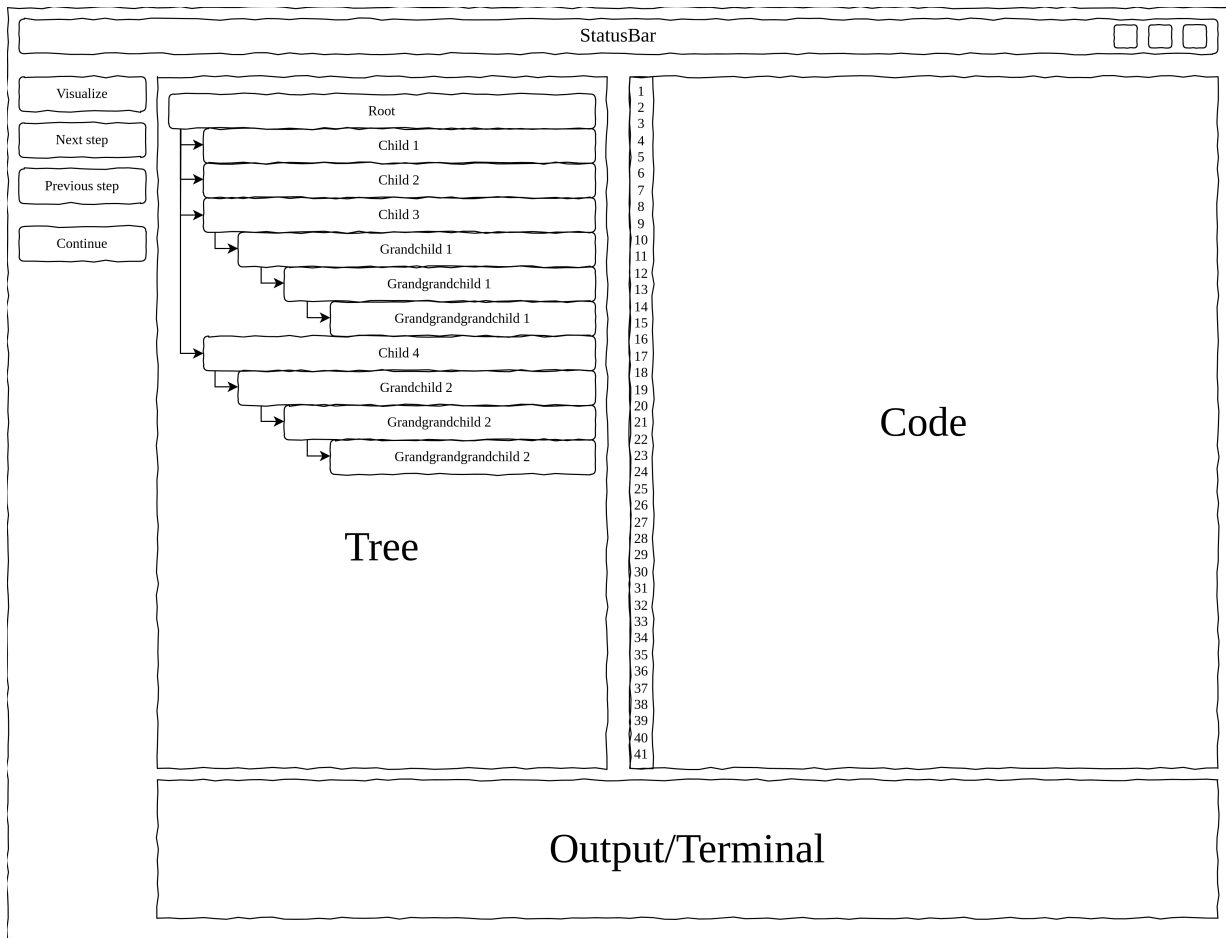 StatusBar
Visualize
Next step
Previous step
Continue
Root
Child 1
Child 2
Child 3
Grandchild 1
Grandgrandchild 1
Grandgrandgrandchild 1
Child 4
Grandchild 2
Grandgrandchild 2
Grandgrandgrandchild 2
Tree
1
2
3
4
5
6
7
8
9
10
11
12
13
14
15
16
17
18
19
20
21
22
23
24
25
26
27
28
29
30
31
32
33
34
35
36
37
38
39
40
41
Code
Output/Terminal